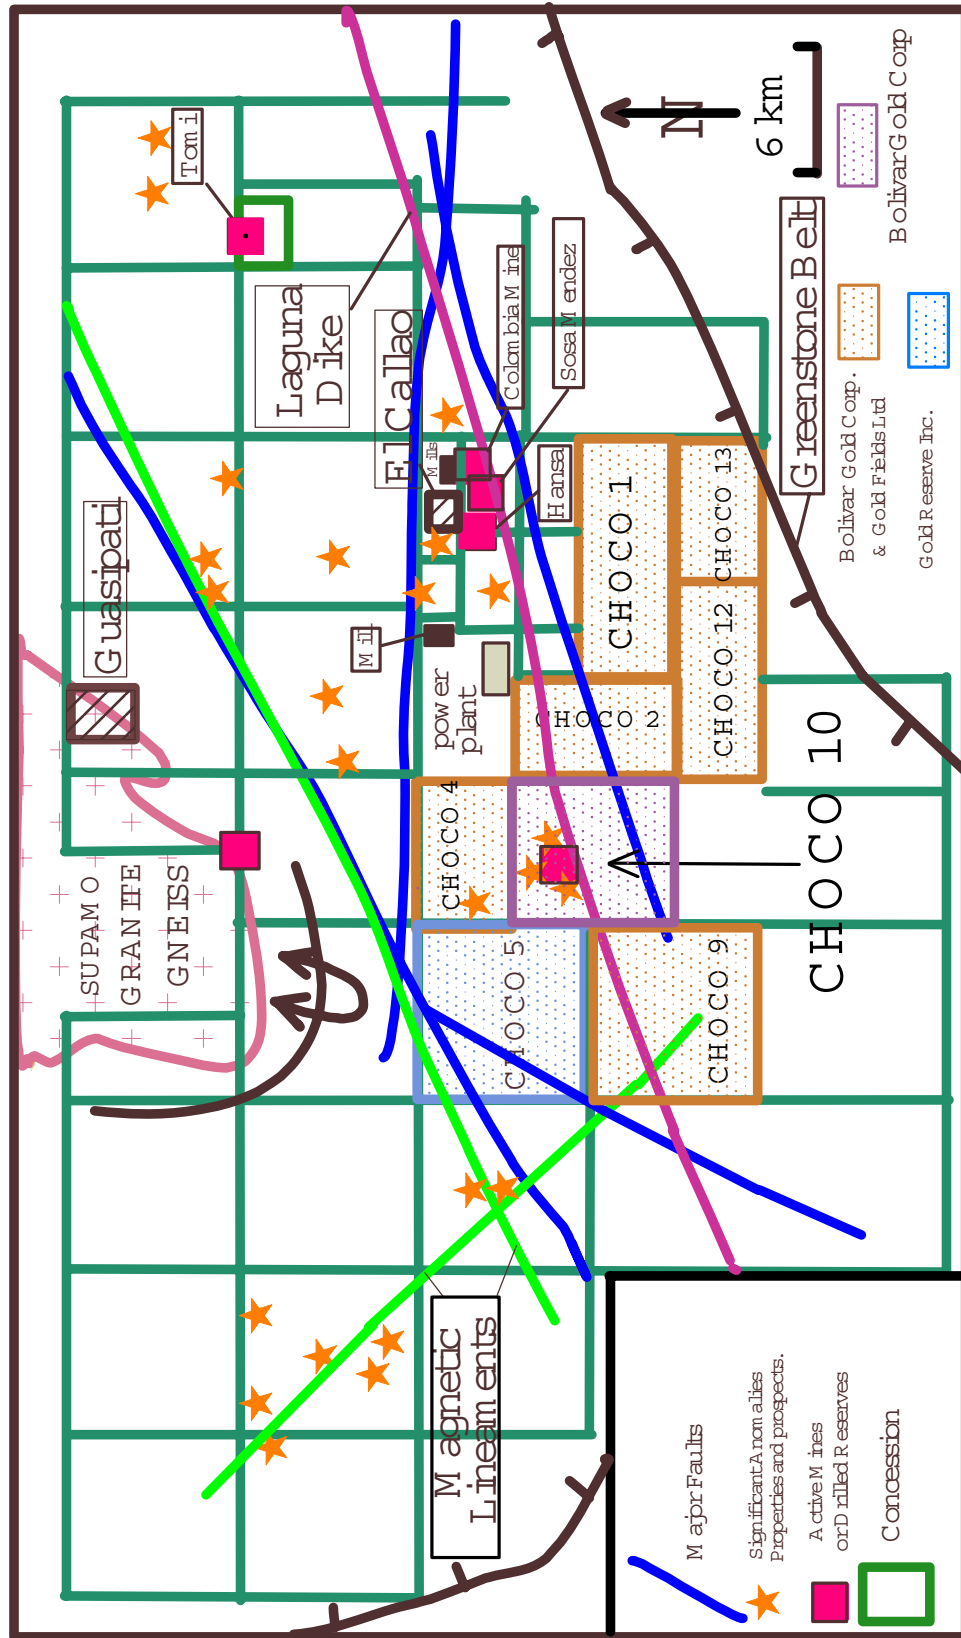 Tomi
Laguna
Dike
El Callao
Mills
Colombia Mine
Sosa Mendez
Hansa
Guasipati
Mill
power
plant
SUPAMO
GRANITE
GNEISS
CHOCO 1
CHOCO 13
CHOCO 12
CHOCO 2
CHOCO 4
CHOCO 5
CHOCO 9
CHOCO 10
Greenstone Belt
N
6 km
Bolivar Gold Corp
Bolivar Gold Corp.
& Gold Fields Ltd
Gold Reserve Inc.
Magnetic
Lineaments
Major Faults
Significant Anomalies
Properties and prospects.
Active Mines
or Drilled Reserves
Concession